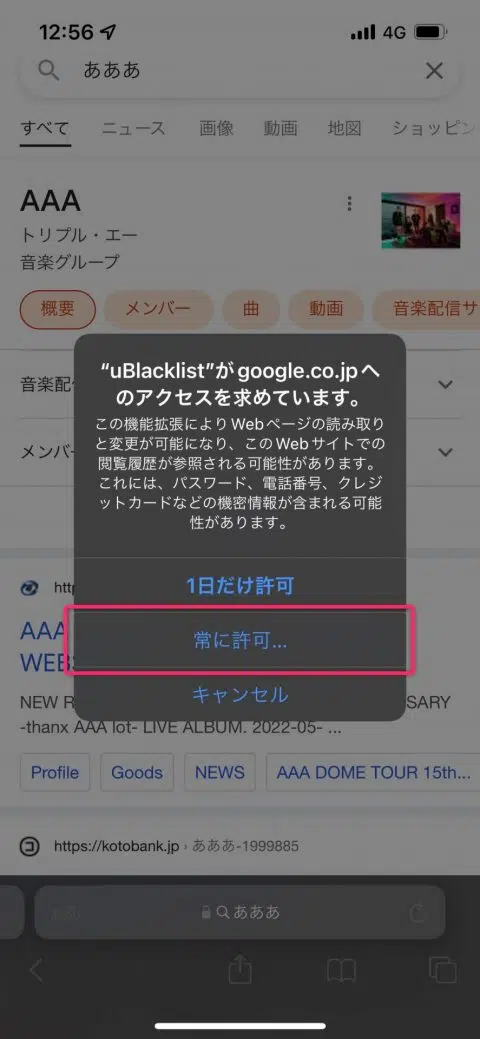 12:56
4G
あああ
すべて ニュース 画像 動画 地図 ショッピン
AAA
トリプル・エー
音楽グループ
概要 メンバー 曲 動画 音楽配信サ
“uBlacklist”がgoogle.co.jpへ
のアクセスを求めています。
この機能拡張によりWebページの読み取り
と変更が可能になり、このWebサイトでの
閲覧履歴が参照される可能性があります。
これには、パスワード、電話番号、クレジ
ットカードなどの機密情報が含まれる可能
性があります。
音楽配
メンバ
1日だけ許可
常に許可...
キャンセル
htt
AAA
WEB
NEW R
SARY
-thanx AAA lot- LIVE ALBUM. 2022-05- ...
Profile Goods NEWS AAA DOME TOUR 15th...
https://kotobank.jp › あああ-1999885
あああ